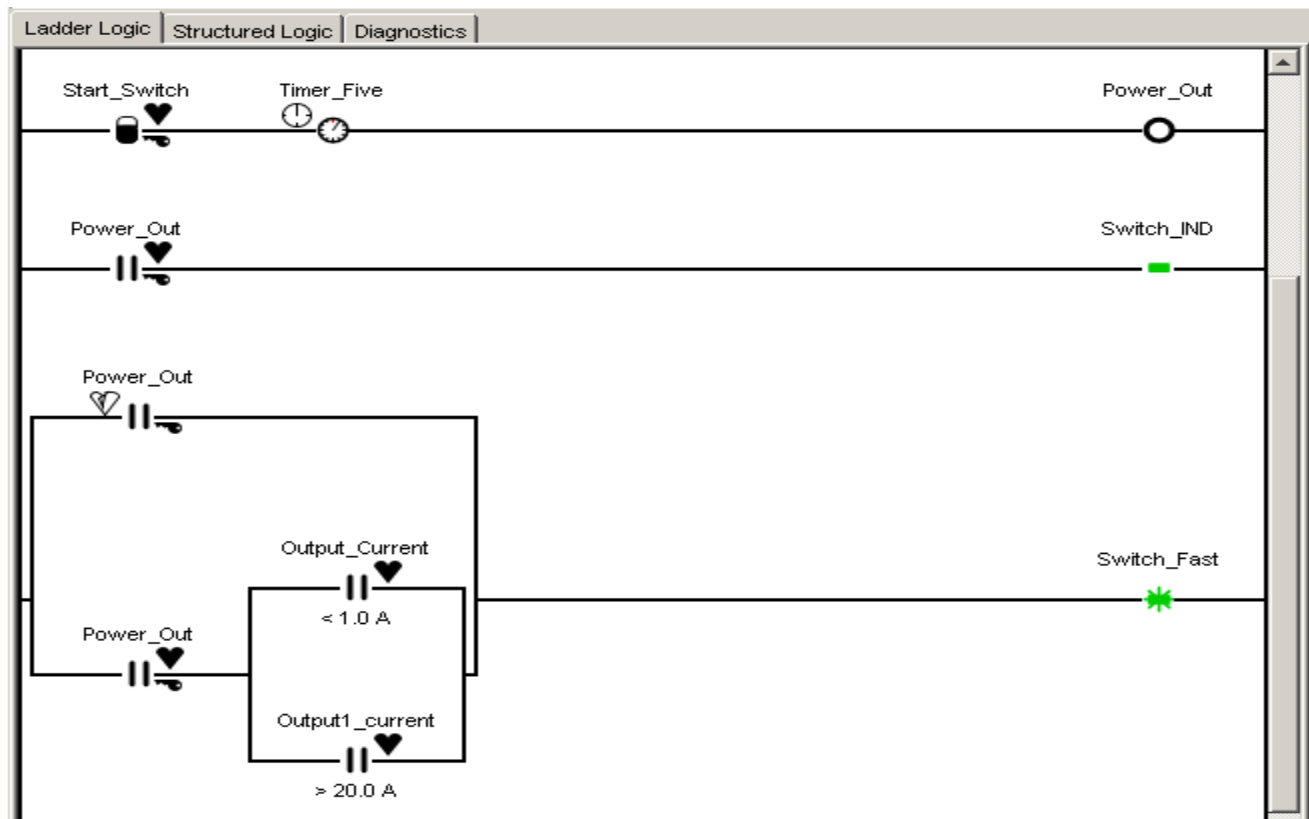 Ladder Logic Structured Logic Diagnostics
Start_Switch Timer_Five Power_Out
Power_Out Switch_IND
Power_Out
Output_Current Switch_Fast
< 1.0 A
Power_Out
Output1_current
> 20.0 A